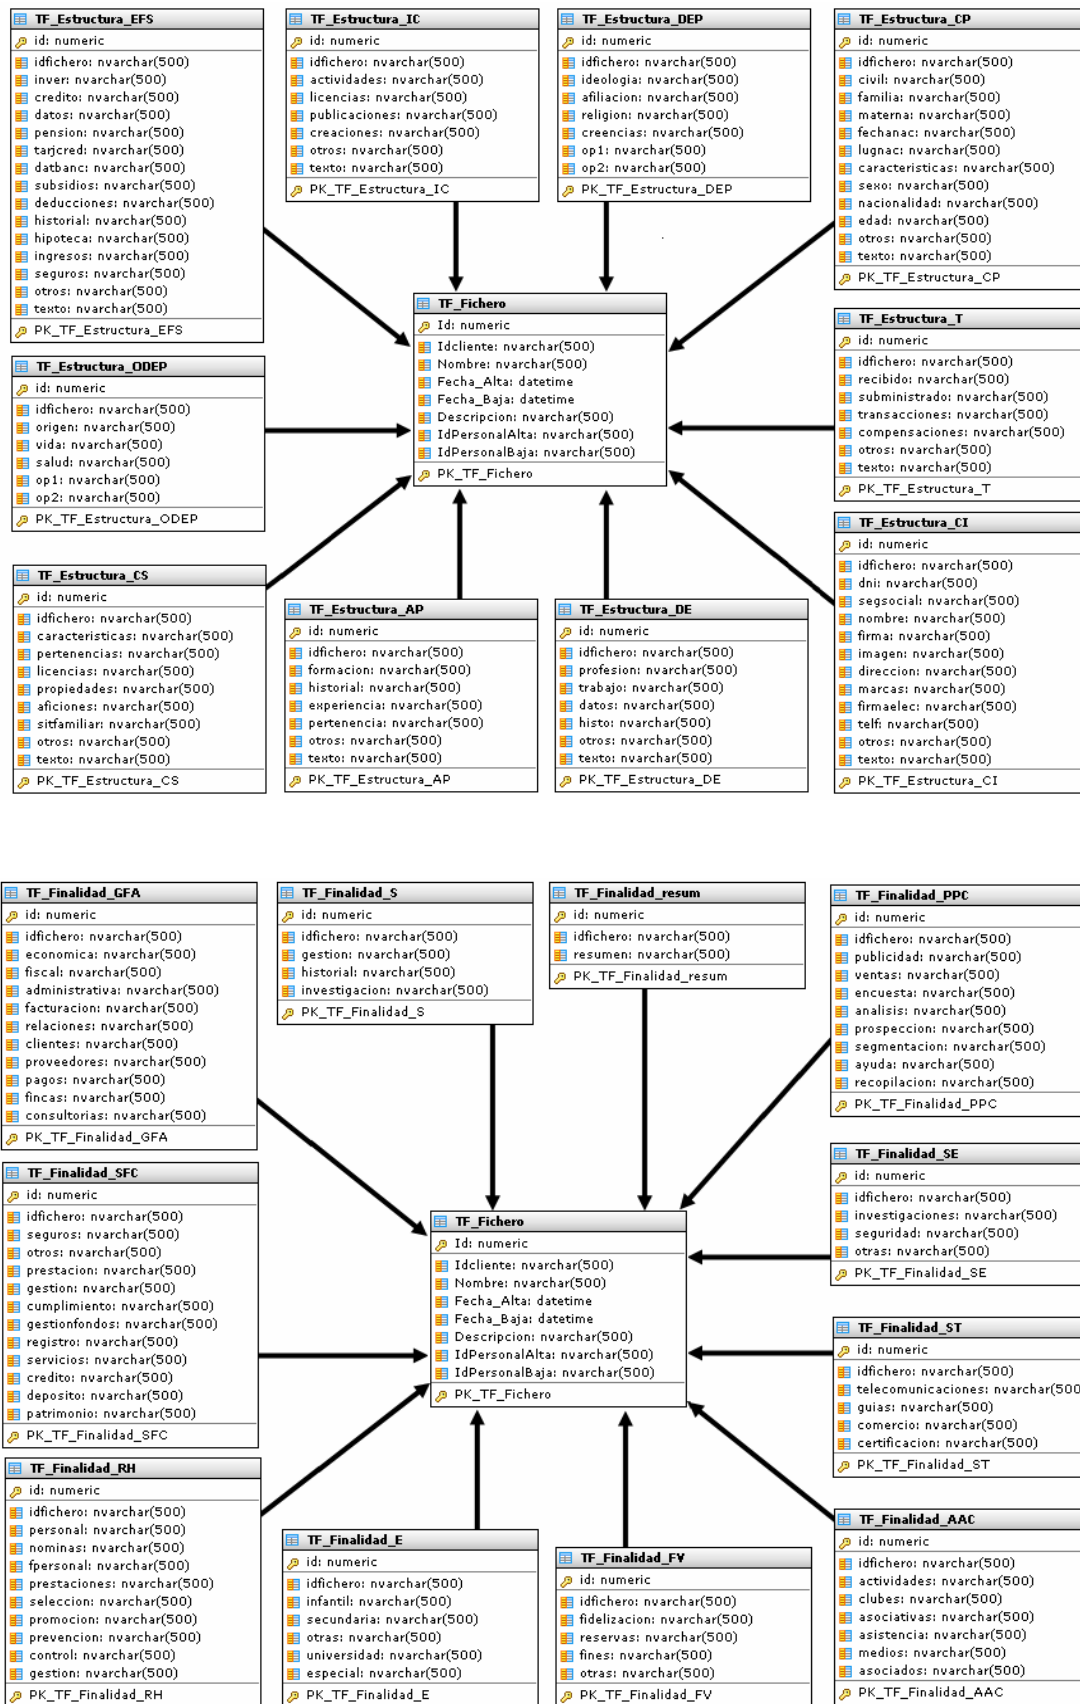 TF_Estructura_EFS
id: numeric
idfichero: nvarchar(500)
inver: nvarchar(500)
credito: nvarchar(500)
datos: nvarchar(500)
pension: nvarchar(500)
tarjcred: nvarchar(500)
datbanc: nvarchar(500)
subsidios: nvarchar(500)
deducciones: nvarchar(500)
historial: nvarchar(500)
hipoteca: nvarchar(500)
ingresos: nvarchar(500)
seguros: nvarchar(500)
otros: nvarchar(500)
texto: nvarchar(500)
PK_TF_Estructura_EFS
TF_Estructura_IC
id: numeric
idfichero: nvarchar(500)
actividades: nvarchar(500)
licencias: nvarchar(500)
publicaciones: nvarchar(500)
creaciones: nvarchar(500)
otros: nvarchar(500)
texto: nvarchar(500)
PK_TF_Estructura_IC
TF_Estructura_DEP
id: numeric
idfichero: nvarchar(500)
ideologia: nvarchar(500)
afiliacion: nvarchar(500)
religion: nvarchar(500)
creencias: nvarchar(500)
op1: nvarchar(500)
op2: nvarchar(500)
PK_TF_Estructura_DEP
TF_Estructura_CP
id: numeric
idfichero: nvarchar(500)
civil: nvarchar(500)
familia: nvarchar(500)
materna: nvarchar(500)
fechanac: nvarchar(500)
lugnac: nvarchar(500)
caracteristicas: nvarchar(500)
sexo: nvarchar(500)
nacionalidad: nvarchar(500)
edad: nvarchar(500)
otros: nvarchar(500)
texto: nvarchar(500)
PK_TF_Estructura_CP
TF_Fichero
Id: numeric
Idcliente: nvarchar(500)
Nombre: nvarchar(500)
Fecha_Alta: datetime
Fecha_Baja: datetime
Descripcion: nvarchar(500)
IdPersonalAlta: nvarchar(500)
IdPersonalBaja: nvarchar(500)
PK_TF_Fichero
TF_Estructura_T
id: numeric
idfichero: nvarchar(500)
recibido: nvarchar(500)
subministrado: nvarchar(500)
transacciones: nvarchar(500)
compensaciones: nvarchar(500)
otros: nvarchar(500)
texto: nvarchar(500)
PK_TF_Estructura_T
TF_Estructura_ODEP
id: numeric
idfichero: nvarchar(500)
origen: nvarchar(500)
vida: nvarchar(500)
salud: nvarchar(500)
op1: nvarchar(500)
op2: nvarchar(500)
PK_TF_Estructura_ODEP
TF_Estructura_CI
id: numeric
idfichero: nvarchar(500)
dni: nvarchar(500)
segsocial: nvarchar(500)
nombre: nvarchar(500)
firma: nvarchar(500)
imagen: nvarchar(500)
direccion: nvarchar(500)
marcas: nvarchar(500)
firmaelec: nvarchar(500)
telf: nvarchar(500)
otros: nvarchar(500)
texto: nvarchar(500)
PK_TF_Estructura_CI
TF_Estructura_CS
id: numeric
idfichero: nvarchar(500)
caracteristicas: nvarchar(500)
pertenencias: nvarchar(500)
licencias: nvarchar(500)
propiedades: nvarchar(500)
aficiones: nvarchar(500)
sitfamiliar: nvarchar(500)
otros: nvarchar(500)
texto: nvarchar(500)
PK_TF_Estructura_CS
TF_Estructura_AP
id: numeric
idfichero: nvarchar(500)
formacion: nvarchar(500)
historial: nvarchar(500)
experiencia: nvarchar(500)
pertenencia: nvarchar(500)
otros: nvarchar(500)
texto: nvarchar(500)
PK_TF_Estructura_AP
TF_Estructura_DE
id: numeric
idfichero: nvarchar(500)
profesion: nvarchar(500)
trabajo: nvarchar(500)
datos: nvarchar(500)
histo: nvarchar(500)
otros: nvarchar(500)
texto: nvarchar(500)
PK_TF_Estructura_DE
TF_Finalidad_GFA
id: numeric
idfichero: nvarchar(500)
economica: nvarchar(500)
fiscal: nvarchar(500)
administrativa: nvarchar(500)
facturacion: nvarchar(500)
relaciones: nvarchar(500)
clientes: nvarchar(500)
proveedores: nvarchar(500)
pagos: nvarchar(500)
fincas: nvarchar(500)
consultorias: nvarchar(500)
PK_TF_Finalidad_GFA
TF_Finalidad_S
id: numeric
idfichero: nvarchar(500)
gestion: nvarchar(500)
historial: nvarchar(500)
investigacion: nvarchar(500)
PK_TF_Finalidad_S
TF_Finalidad_resum
id: numeric
idfichero: nvarchar(500)
resumen: nvarchar(500)
PK_TF_Finalidad_resum
TF_Finalidad_PPC
id: numeric
idfichero: nvarchar(500)
publicidad: nvarchar(500)
ventas: nvarchar(500)
encuesta: nvarchar(500)
analisis: nvarchar(500)
prospeccion: nvarchar(500)
segmentacion: nvarchar(500)
ayuda: nvarchar(500)
recopilacion: nvarchar(500)
PK_TF_Finalidad_PPC
TF_Finalidad_SE
id: numeric
idfichero: nvarchar(500)
investigaciones: nvarchar(500)
seguridad: nvarchar(500)
otras: nvarchar(500)
PK_TF_Finalidad_SE
TF_Finalidad_SFC
id: numeric
idfichero: nvarchar(500)
seguros: nvarchar(500)
otros: nvarchar(500)
prestacion: nvarchar(500)
gestion: nvarchar(500)
cumplimiento: nvarchar(500)
gestionfondos: nvarchar(500)
registro: nvarchar(500)
servicios: nvarchar(500)
credito: nvarchar(500)
deposito: nvarchar(500)
patrimonio: nvarchar(500)
PK_TF_Finalidad_SFC
TF_Fichero
Id: numeric
Idcliente: nvarchar(500)
Nombre: nvarchar(500)
Fecha_Alta: datetime
Fecha_Baja: datetime
Descripcion: nvarchar(500)
IdPersonalAlta: nvarchar(500)
IdPersonalBaja: nvarchar(500)
PK_TF_Fichero
TF_Finalidad_ST
id: numeric
idfichero: nvarchar(500)
telecomunicaciones: nvarchar(500
guias: nvarchar(500)
comercio: nvarchar(500)
certificacion: nvarchar(500)
PK_TF_Finalidad_ST
TF_Finalidad_RH
id: numeric
idfichero: nvarchar(500)
personal: nvarchar(500)
nominas: nvarchar(500)
fpersonal: nvarchar(500)
prestaciones: nvarchar(500)
seleccion: nvarchar(500)
promocion: nvarchar(500)
prevencion: nvarchar(500)
control: nvarchar(500)
gestion: nvarchar(500)
PK_TF_Finalidad_RH
TF_Finalidad_E
id: numeric
idfichero: nvarchar(500)
infantil: nvarchar(500)
secundaria: nvarchar(500)
otras: nvarchar(500)
universidad: nvarchar(500)
especial: nvarchar(500)
PK_TF_Finalidad_E
TF_Finalidad_FV
id: numeric
idfichero: nvarchar(500)
fidelizacion: nvarchar(500)
reservas: nvarchar(500)
fines: nvarchar(500)
otras: nvarchar(500)
PK_TF_Finalidad_FV
TF_Finalidad_AAC
id: numeric
idfichero: nvarchar(500)
actividades: nvarchar(500)
clubes: nvarchar(500)
asociativas: nvarchar(500)
asistencia: nvarchar(500)
medios: nvarchar(500)
asociados: nvarchar(500)
PK_TF_Finalidad_AAC